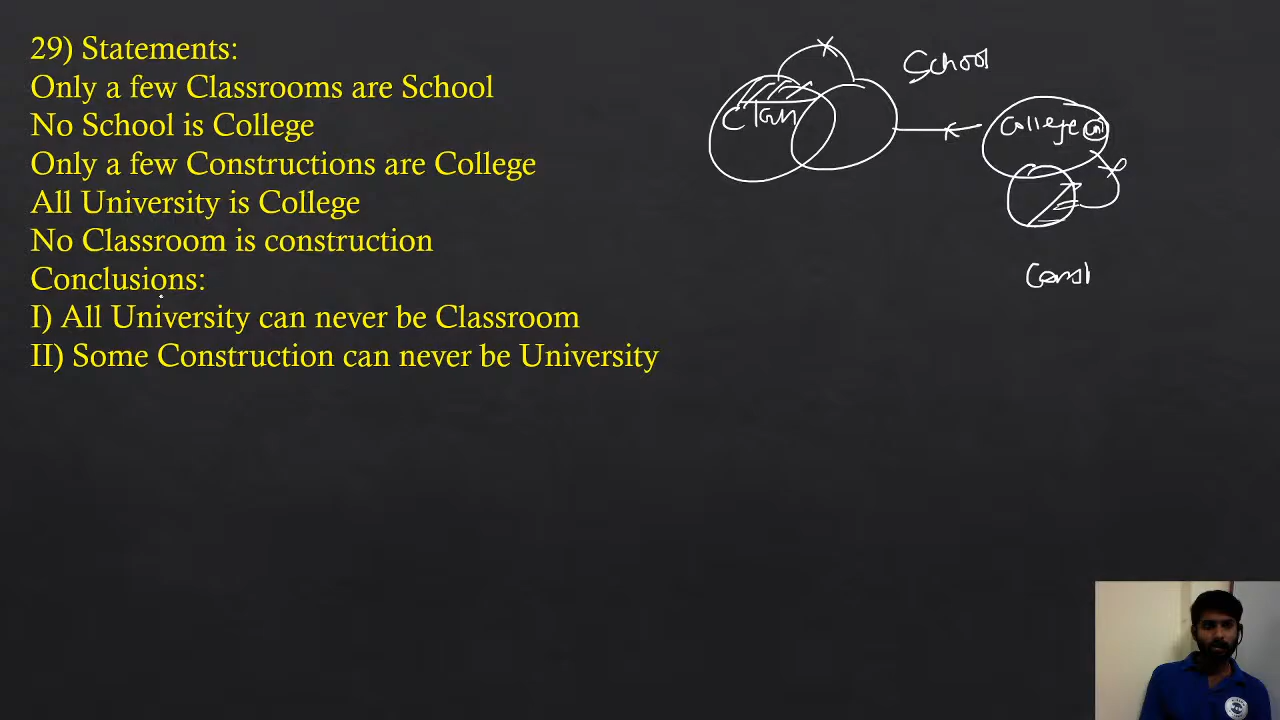 29) Statements:
Only a few Classrooms are School
No School is College
Only a few Constructions are College
All University is College
No Classroom is construction
Conclusions:
I) All University can never be Classroom
II) Some Construction can never be University
School
College